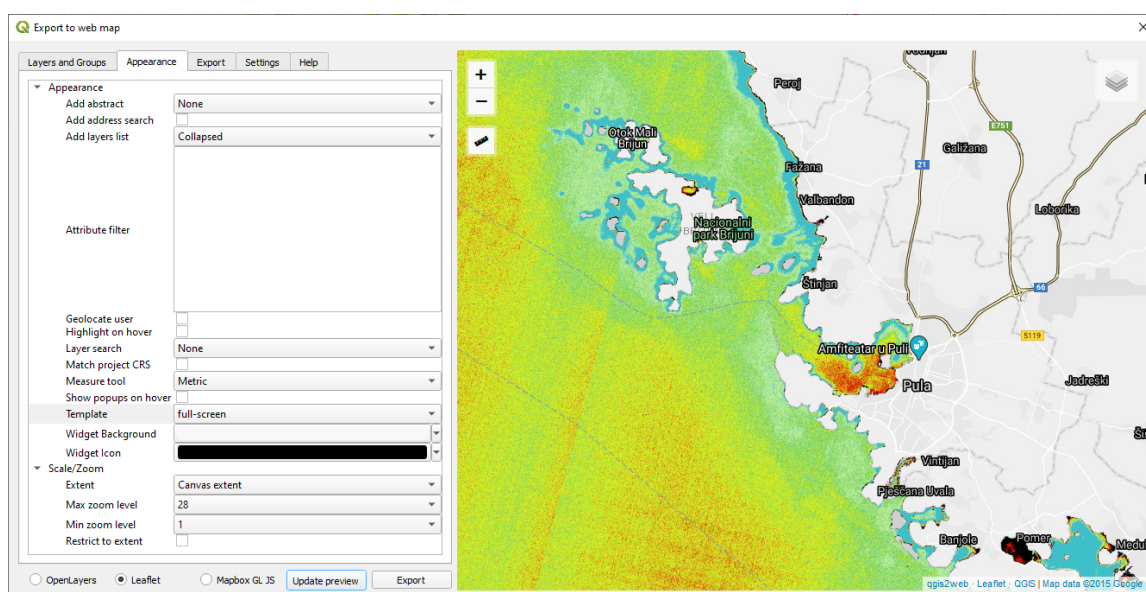 Export to web map
Layers and Groups
Appearance
Export
Settings
Help
Appearance
Add abstract
None
Add address search
Add layers list
Collapsed
Attribute filter
Geolocate user
Highlight on hover
Layer search
None
Match project CRS
Measure tool
Metric
Show popups on hover
Template
full-screen
Widget Background
Widget Icon
Scale/Zoom
Extent
Canvas extent
Max zoom level
28
Min zoom level
1
Restrict to extent
OpenLayers
Leaflet
Mapbox GL JS
Update preview
Export
+
−
Peroj
E751
Otok Mali
Brijun
Galižana
21
Fažana
Valbandon
Loborika
Nacionalni
park Brijuni
Štinjan
66
5119
Amfiteatar u Puli
Pula
Jadreški
Vintijan
Pješčana Uvala
Banjole
Pomer
qgis2web · Leaflet · QGIS | Map data ©2015 Google